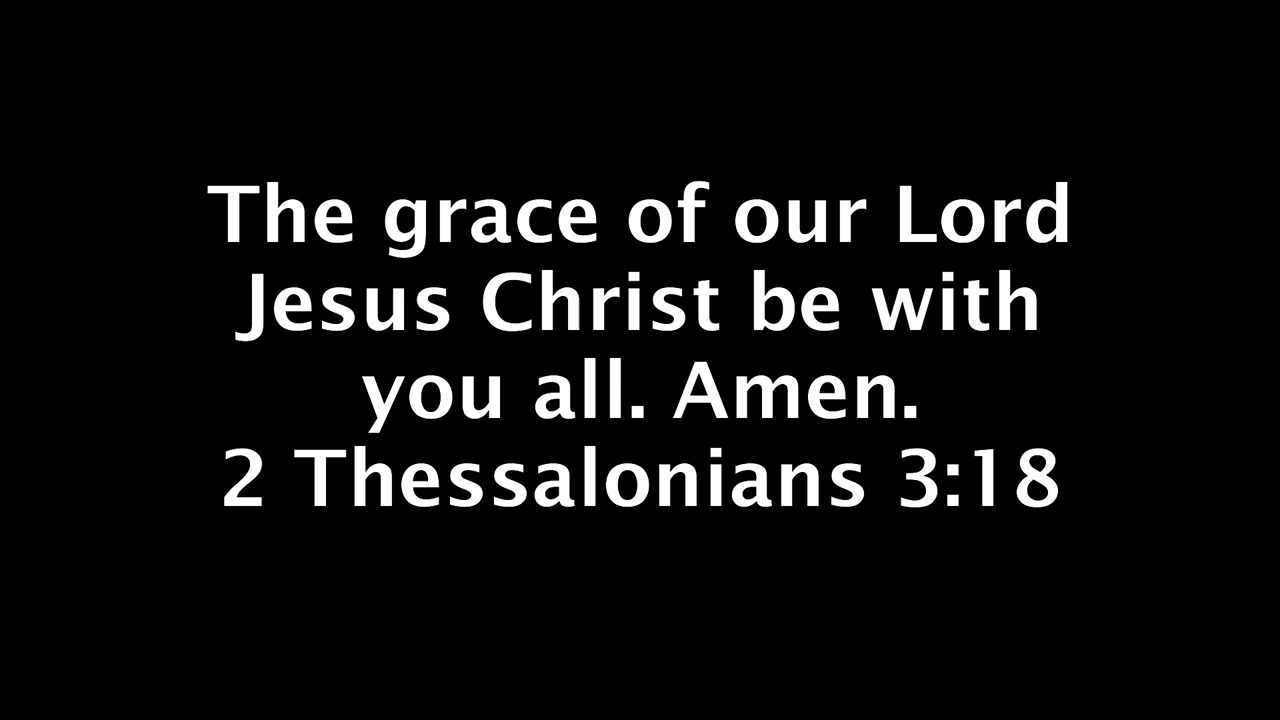 The grace of our Lord
Jesus Christ be with
you all. Amen.
2 Thessalonians 3:18